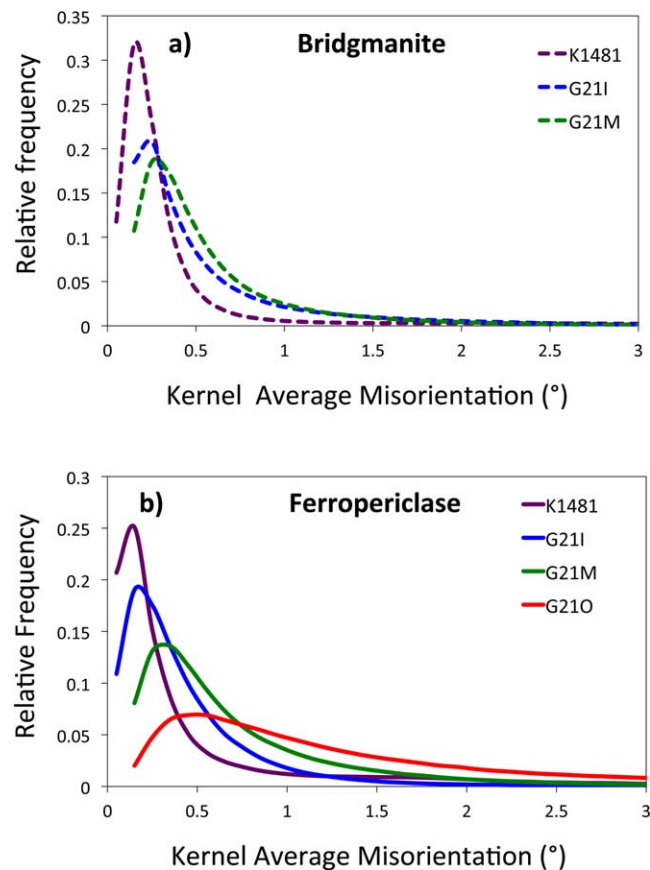 a) Bridgmanite
Relative frequency
0.35
0.3
0.25
0.2
0.15
0.1
0.05
0
0 0.5 1 1.5 2 2.5 3
Kernel Average Misorientation (°)
K1481
G21I
G21M
b) Ferropericlase
Relative Frequency
0.3
0.25
0.2
0.15
0.1
0.05
0
0 0.5 1 1.5 2 2.5 3
Kernel Average Misorientation (°)
K1481
G21I
G21M
G21O